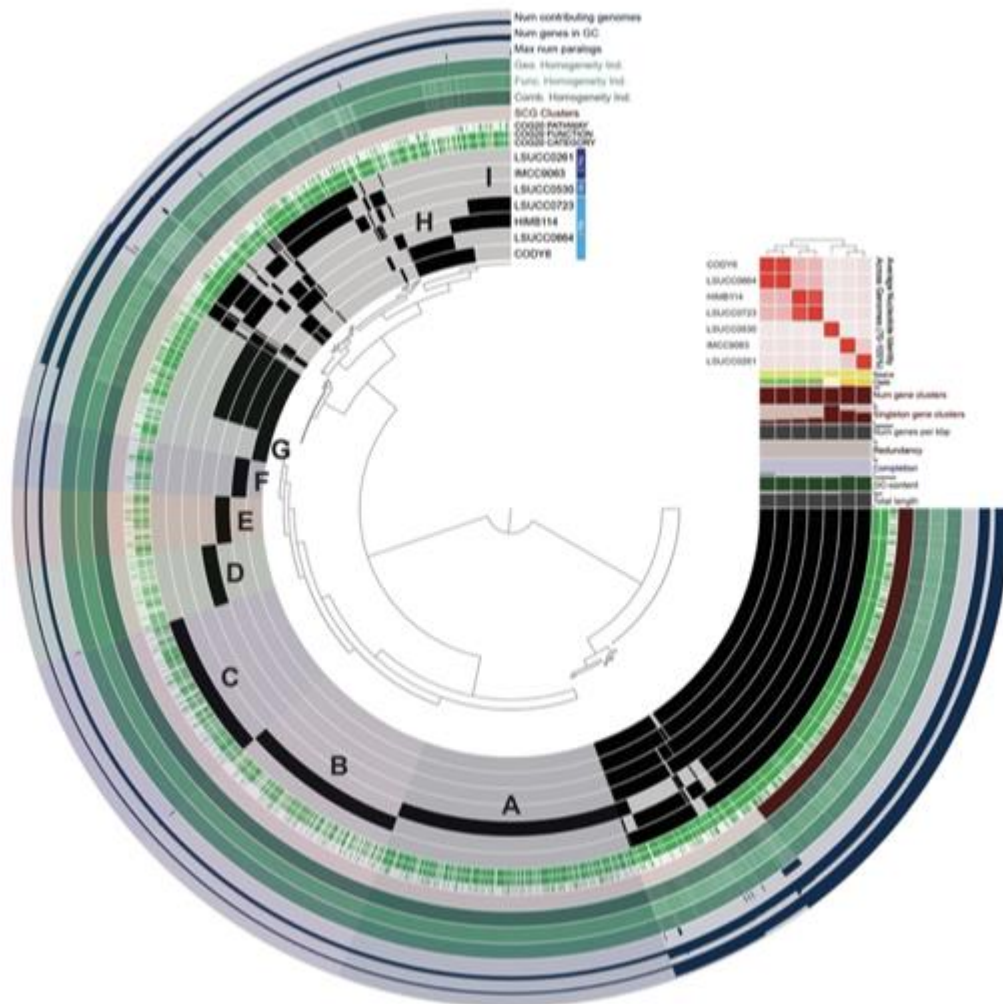 Num contributing genomes
Num genes in GC
Max num paralogs
Geo. Homogeneity Ind.
Func. Homogeneity Ind.
Comb. Homogeneity Ind.
SCG Clusters
COG20 PATHWAY
COG20 FUNCTION
COG20 CATEGORY
LSUCC0261
IMCC9063
LSUCC0530
LSUCC0723
HIMB114
LSUCC0664
CODY6
I
H
G
F
E
D
C
B
A
CODY6
LSUCC0664
HIMB114
LSUCC0723
LSUCC0530
IMCC9063
LSUCC0261
Average Nucleotide Identity
Num gene clusters
Singleton gene clusters
Num genes per kbp
Redundancy
Completion
GC-content
Total length